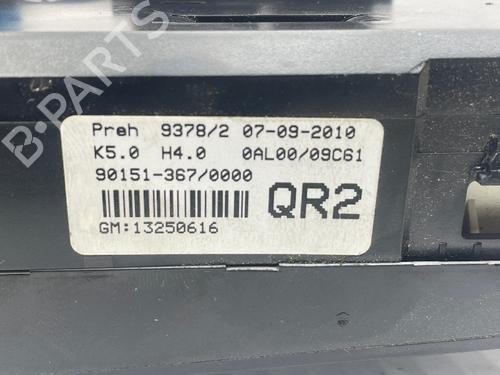 B-PARTS
Preh 9378/2 07-09-2010
K5.0 H4.0 0AL00/09C61
90151-367/0000
QR2
GM:13250616